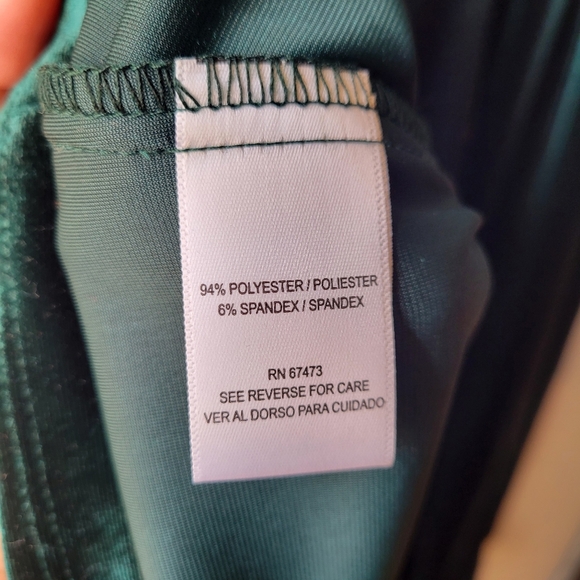 94% POLYESTER / POLIESTER
6% SPANDEX / SPANDEX
RN 67473
SEE REVERSE FOR CARE
VER AL DORSO PARA CUIDADO